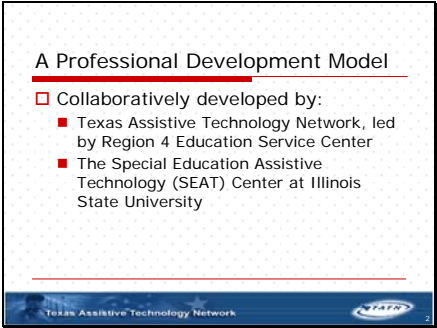 A Professional Development Model
Collaboratively developed by:
Texas Assistive Technology Network, led
by Region 4 Education Service Center
The Special Education Assistive
Technology (SEAT) Center at Illinois
State University
Texas Assistive Technology Network
TATN
2